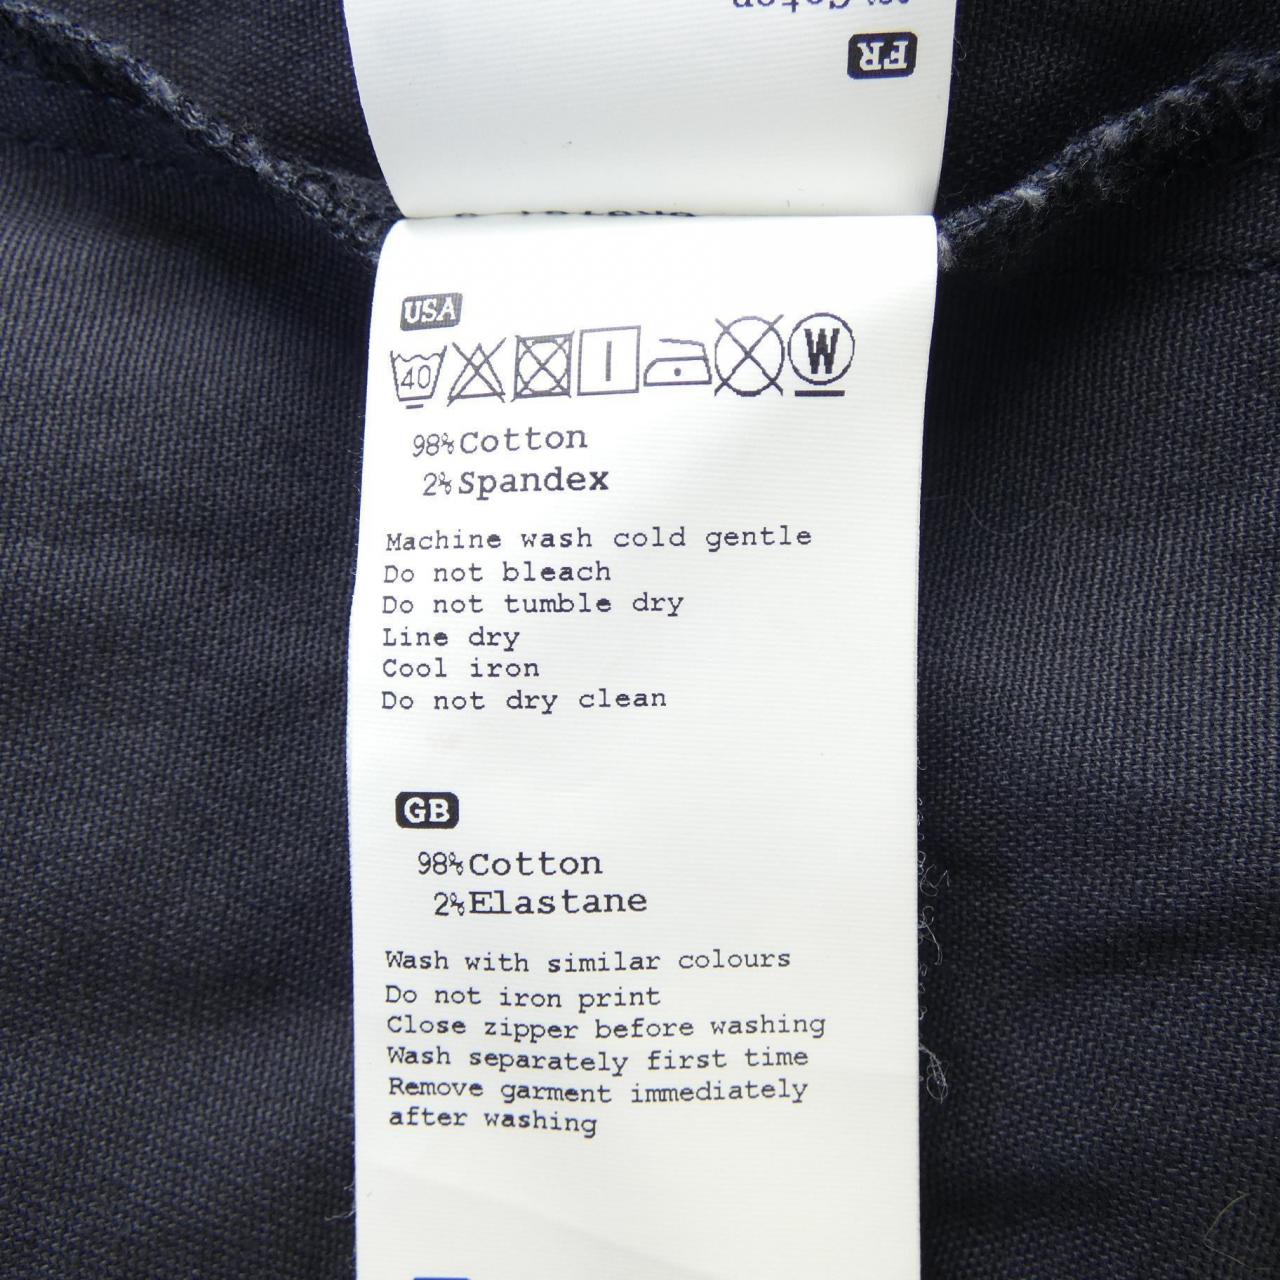 FR
USA
40
W
98% Cotton
2% Spandex
Machine wash cold gentle
Do not bleach
Do not tumble dry
Line dry
Cool iron
Do not dry clean
GB
98% Cotton
2% Elastane
Wash with similar colours
Do not iron print
Close zipper before washing
Wash separately first time
Remove garment immediately
after washing